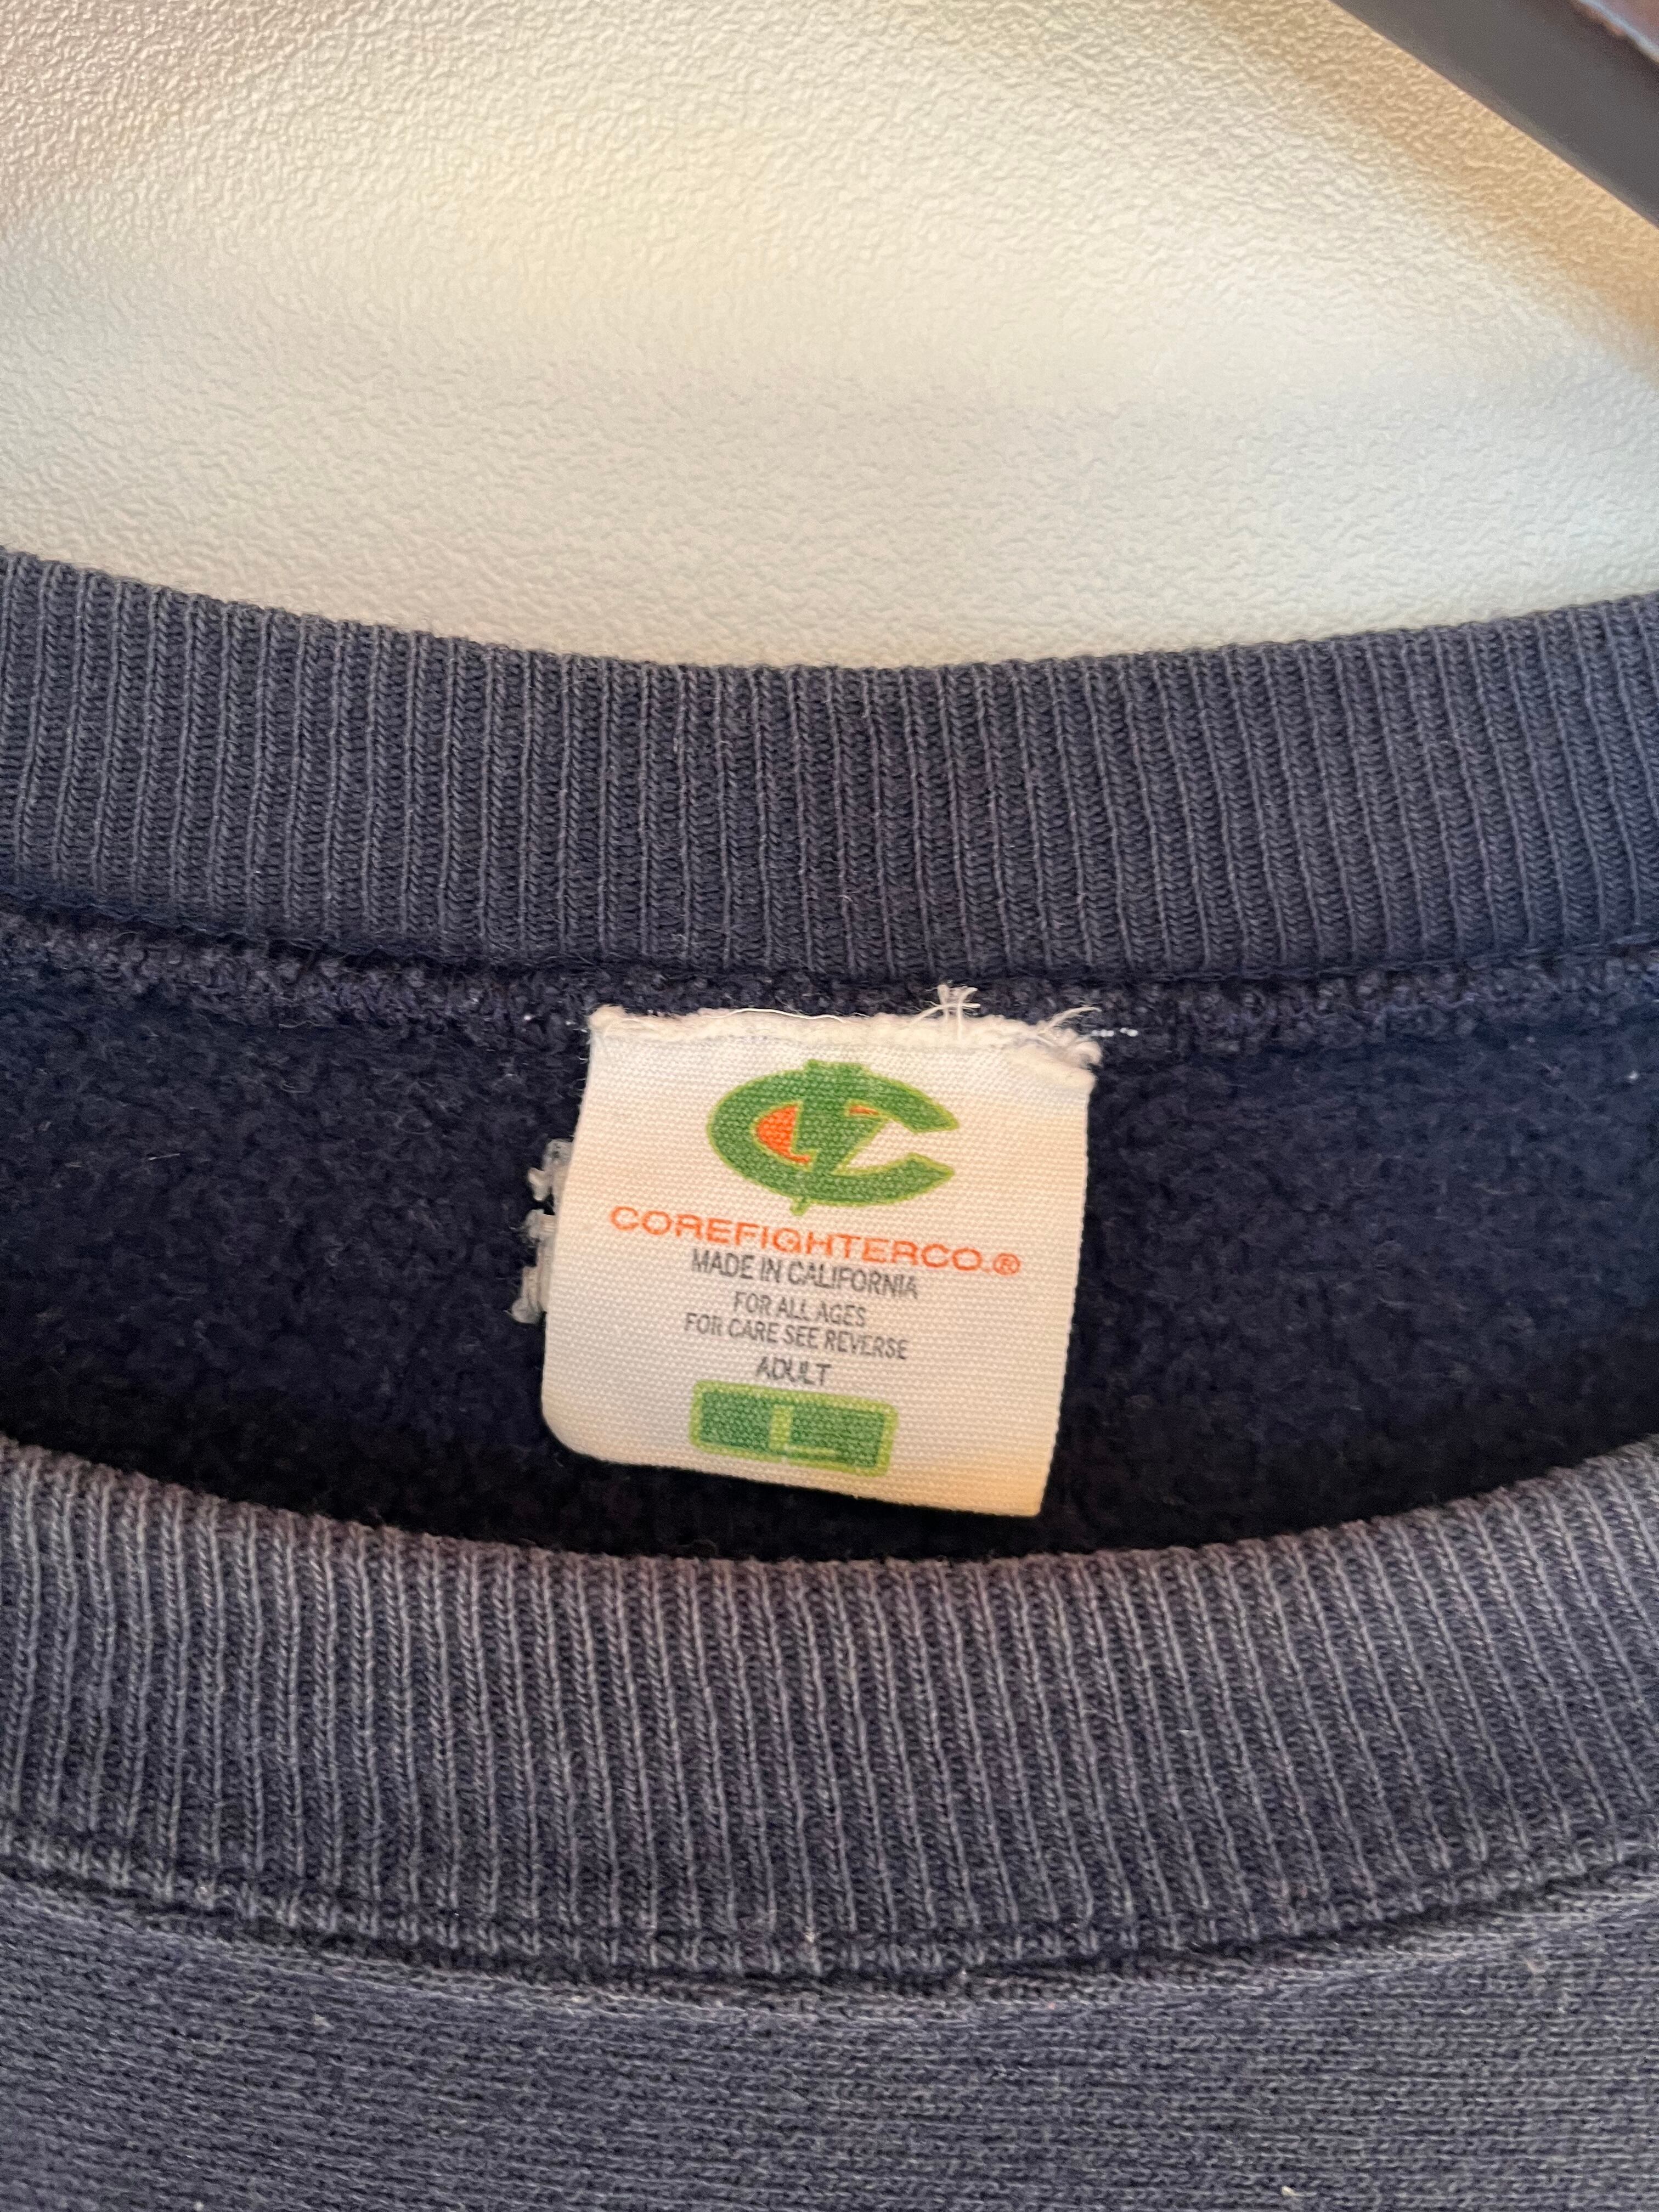 COREFIGHTERCO.®
MADE IN CALIFORNIA
FOR ALL AGES
FOR CARE SEE REVERSE
ADULT
L